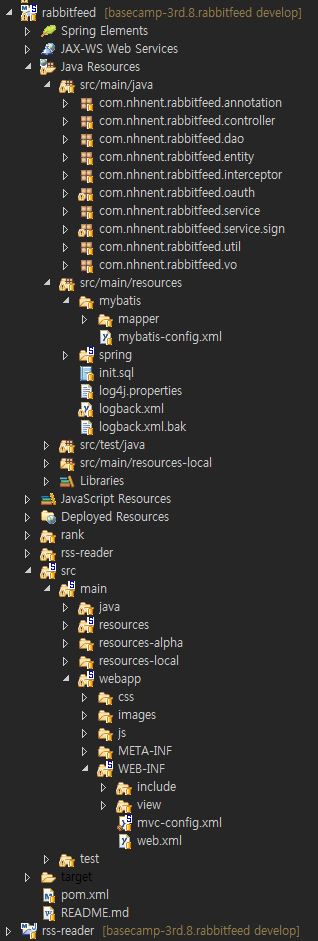 rabbitfeed [basecamp-3rd.8.rabbitfeed develop]
Spring Elements
JAX-WS Web Services
Java Resources
src/main/java
com.nhnent.rabbitfeed.annotation
com.nhnent.rabbitfeed.controller
com.nhnent.rabbitfeed.dao
com.nhnent.rabbitfeed.entity
com.nhnent.rabbitfeed.interceptor
com.nhnent.rabbitfeed.oauth
com.nhnent.rabbitfeed.service
com.nhnent.rabbitfeed.service.sign
com.nhnent.rabbitfeed.util
com.nhnent.rabbitfeed.vo
src/main/resources
mybatis
mapper
mybatis-config.xml
spring
init.sql
log4j.properties
logback.xml
logback.xml.bak
src/test/java
src/main/resources-local
Libraries
JavaScript Resources
Deployed Resources
rank
rss-reader
src
main
java
resources
resources-alpha
resources-local
webapp
css
images
js
META-INF
WEB-INF
include
view
mvc-config.xml
web.xml
test
target
pom.xml
README.md
rss-reader [basecamp-3rd.8.rabbitfeed develop]